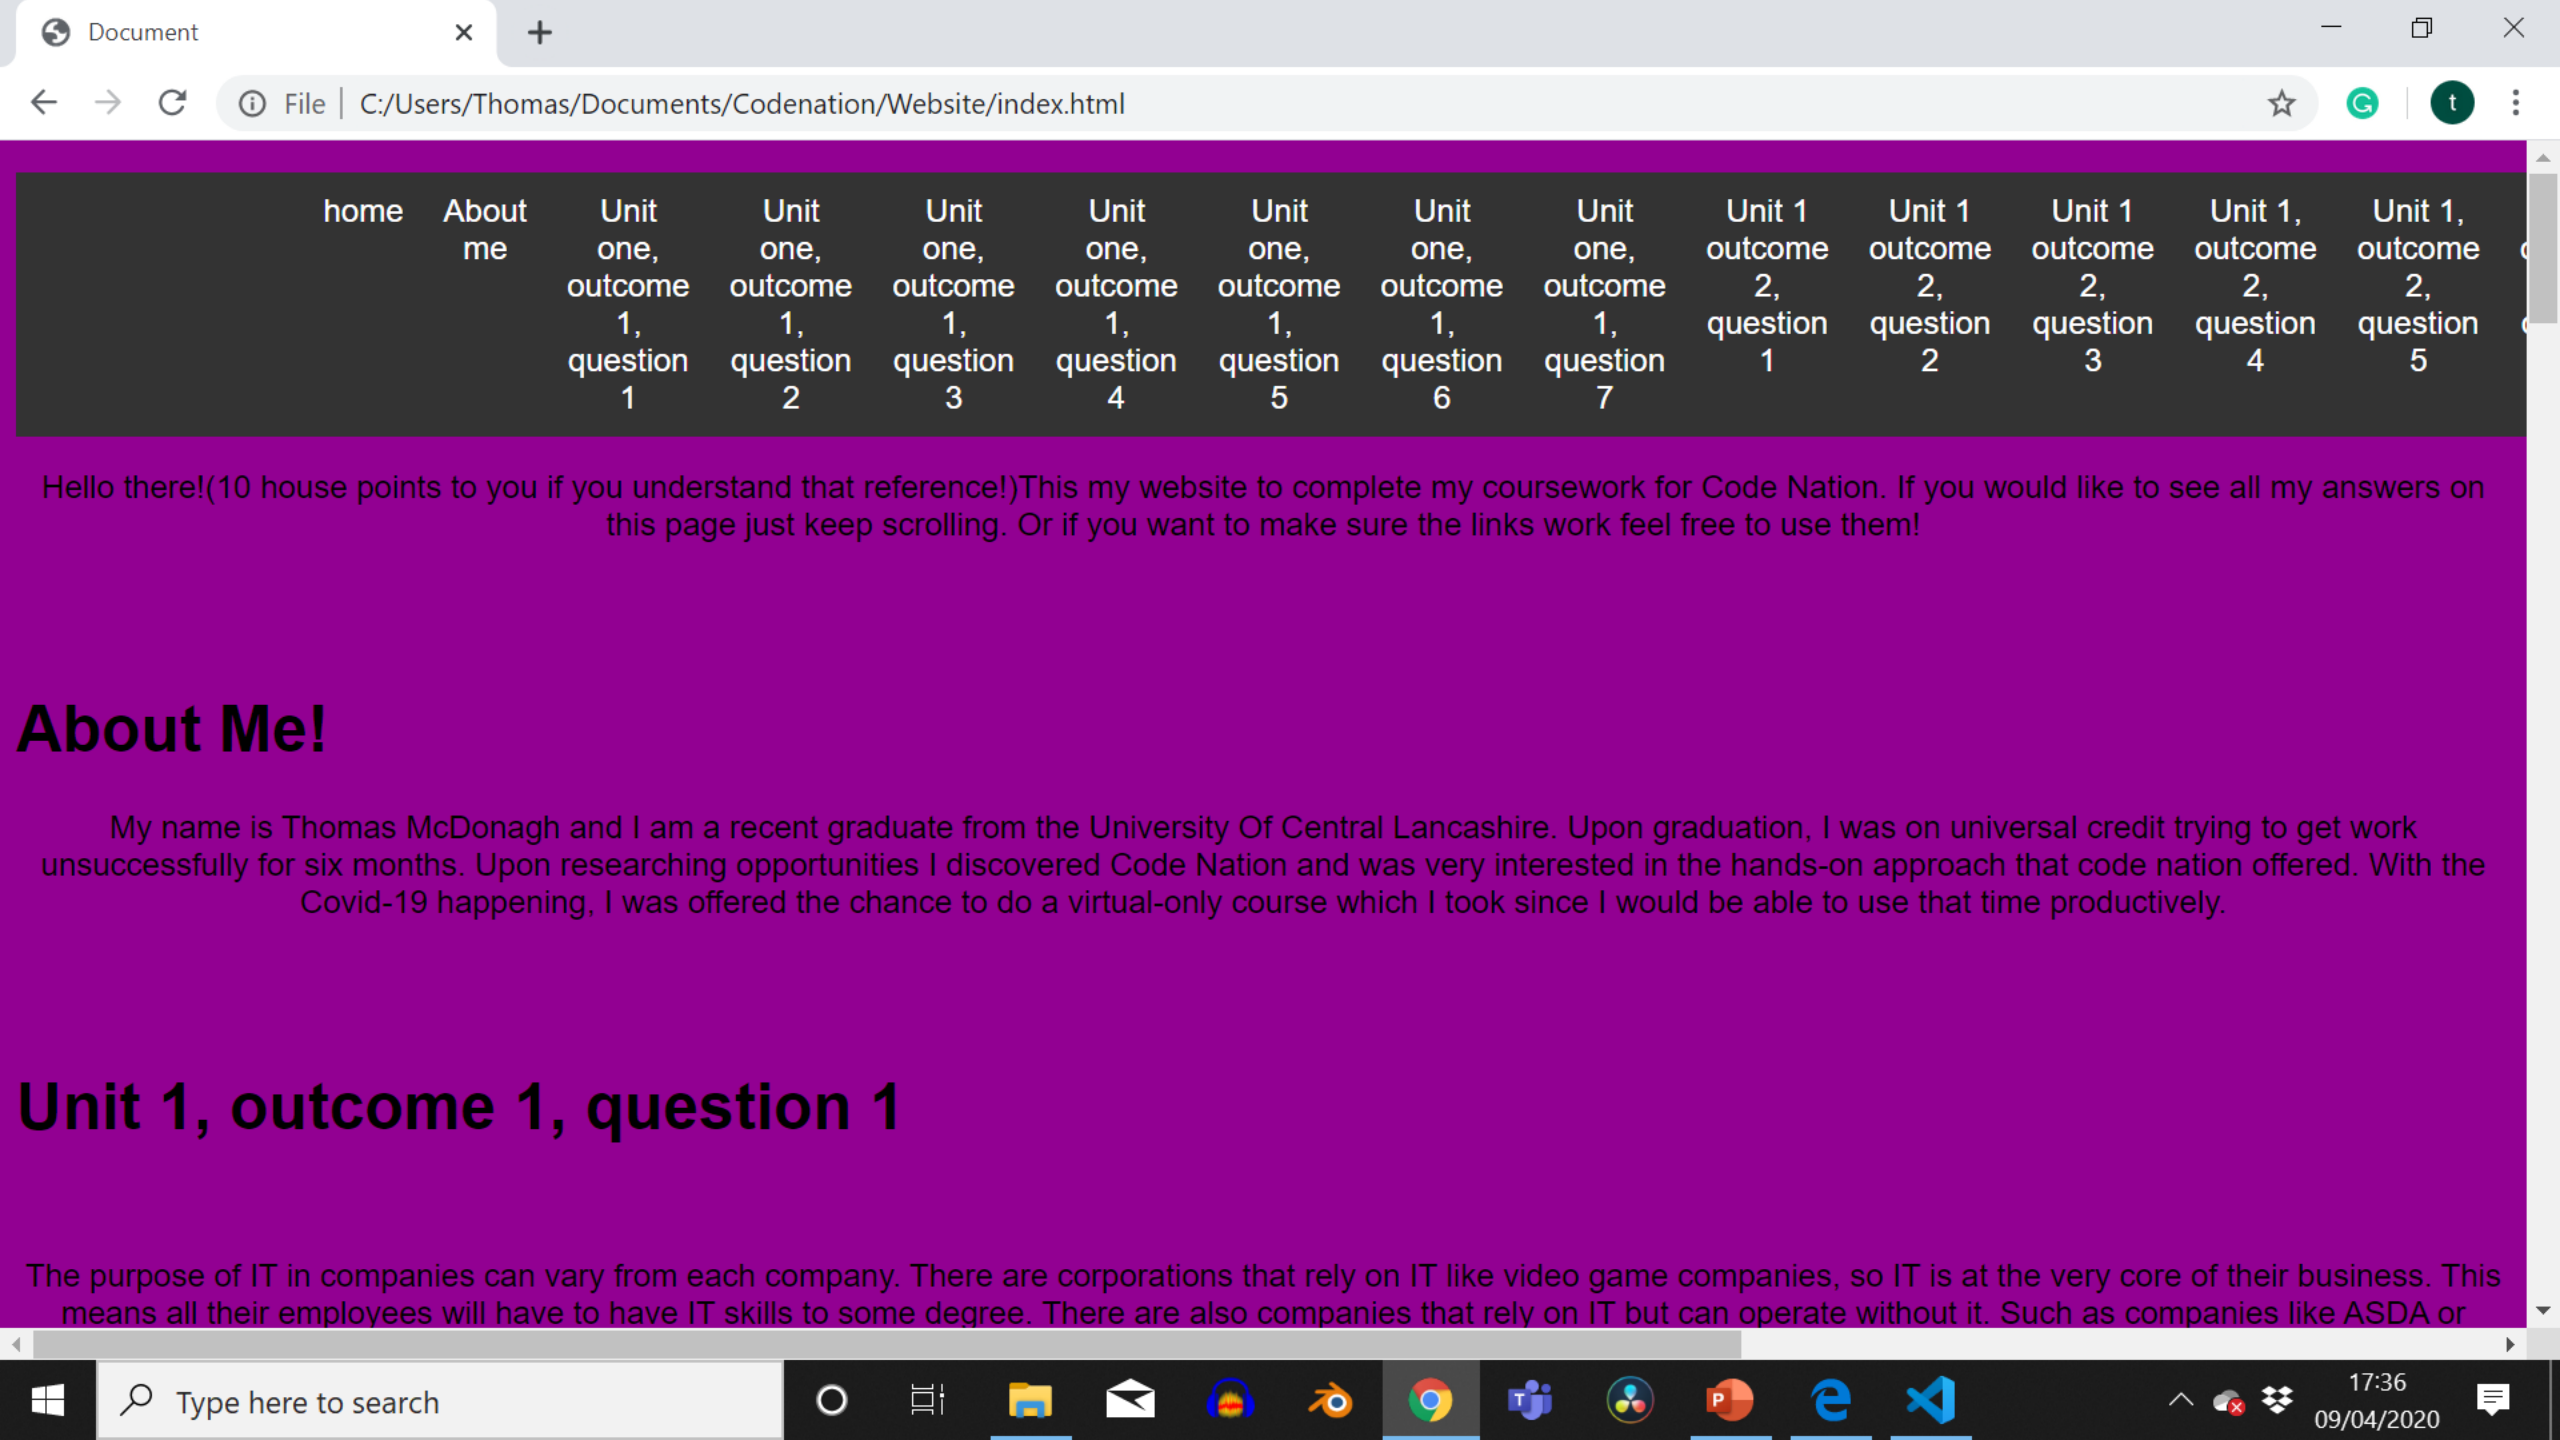 Document
File
C:/Users/Thomas/Documents/Codenation/Website/index.html
t
home
About
me
Unit
one,
outcome
1,
question
1
Unit
one,
outcome
1,
question
2
Unit
one,
outcome
1,
question
3
Unit
one,
outcome
1,
question
4
Unit
one,
outcome
1,
question
5
Unit
one,
outcome
1,
question
6
Unit
one,
outcome
1,
question
7
Unit 1
outcome
2,
question
1
Unit 1
outcome
2,
question
2
Unit 1
outcome
2,
question
3
Unit 1,
outcome
2,
question
4
Unit 1,
outcome
2,
question
5
Hello there!(10 house points to you if you understand that reference!)This my website to complete my coursework for Code Nation. If you would like to see all my answers on
this page just keep scrolling. Or if you want to make sure the links work feel free to use them!
About Me!
My name is Thomas McDonagh and I am a recent graduate from the University Of Central Lancashire. Upon graduation, I was on universal credit trying to get work
unsuccessfully for six months. Upon researching opportunities I discovered Code Nation and was very interested in the hands-on approach that code nation offered. With the
Covid-19 happening, I was offered the chance to do a virtual-only course which I took since I would be able to use that time productively.
Unit 1, outcome 1, question 1
The purpose of IT in companies can vary from each company. There are corporations that rely on IT like video game companies, so IT is at the very core of their business. This
means all their employees will have to have IT skills to some degree. There are also companies that rely on IT but can operate without it. Such as companies like ASDA or
Type here to search
17:36
09/04/2020